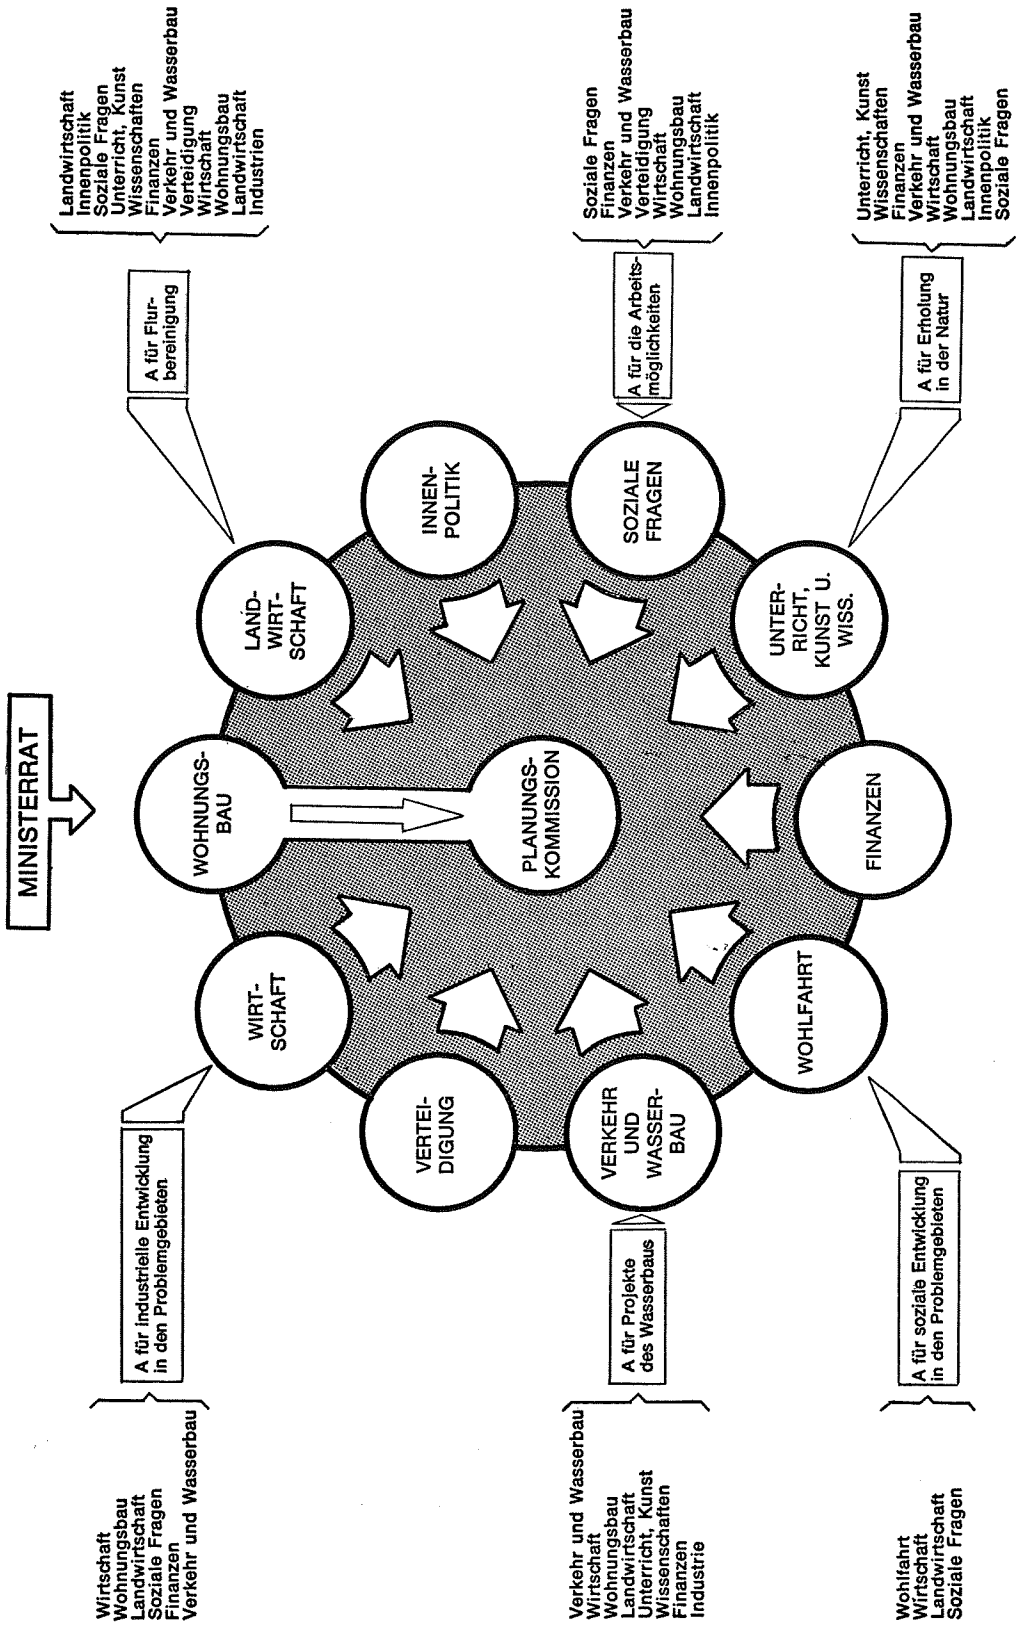 MINISTERRAT
Wirtschaft
Wohnungsbau
Landwirtschaft
Soziale Fragen
Finanzen
Verkehr und Wasserbau
A für industrielle Entwicklung
in den Problemgebieten
WIRT-
SCHAFT
WOHNUNGS-
BAU
LAND-
WIRT-
SCHAFT
A für Flur-
bereinigung
Landwirtschaft
Innenpolitik
Soziale Fragen
Unterricht, Kunst
Wissenschaften
Finanzen
Verkehr und Wasserbau
Verteidigung
Wirtschaft
Wohnungsbau
Landwirtschaft
Industrien
VERTEI-
DIGUNG
INNEN-
POLITIK
PLANUNGS-
KOMMISSION
Verkehr und Wasserbau
Wirtschaft
Wohnungsbau
Landwirtschaft
Unterricht, Kunst
Wissenschaften
Finanzen
Industrie
A für Projekte
des Wasserbaus
VERKEHR
UND
WASSER-
BAU
SOZIALE
FRAGEN
A für die Arbeits-
möglichkeiten
Soziale Fragen
Finanzen
Verkehr und Wasserbau
Verteidigung
Wirtschaft
Wohnungsbau
Landwirtschaft
Innenpolitik
Wohlfahrt
Wirtschaft
Landwirtschaft
Soziale Fragen
A für soziale Entwicklung
in den Problemgebieten
WOHLFAHRT
FINANZEN
UNTER-
RICHT,
KUNST U.
WISS.
A für Erholung
in der Natur
Unterricht, Kunst
Wissenschaften
Finanzen
Verkehr und Wasserbau
Wirtschaft
Wohnungsbau
Landwirtschaft
Innenpolitik
Soziale Fragen